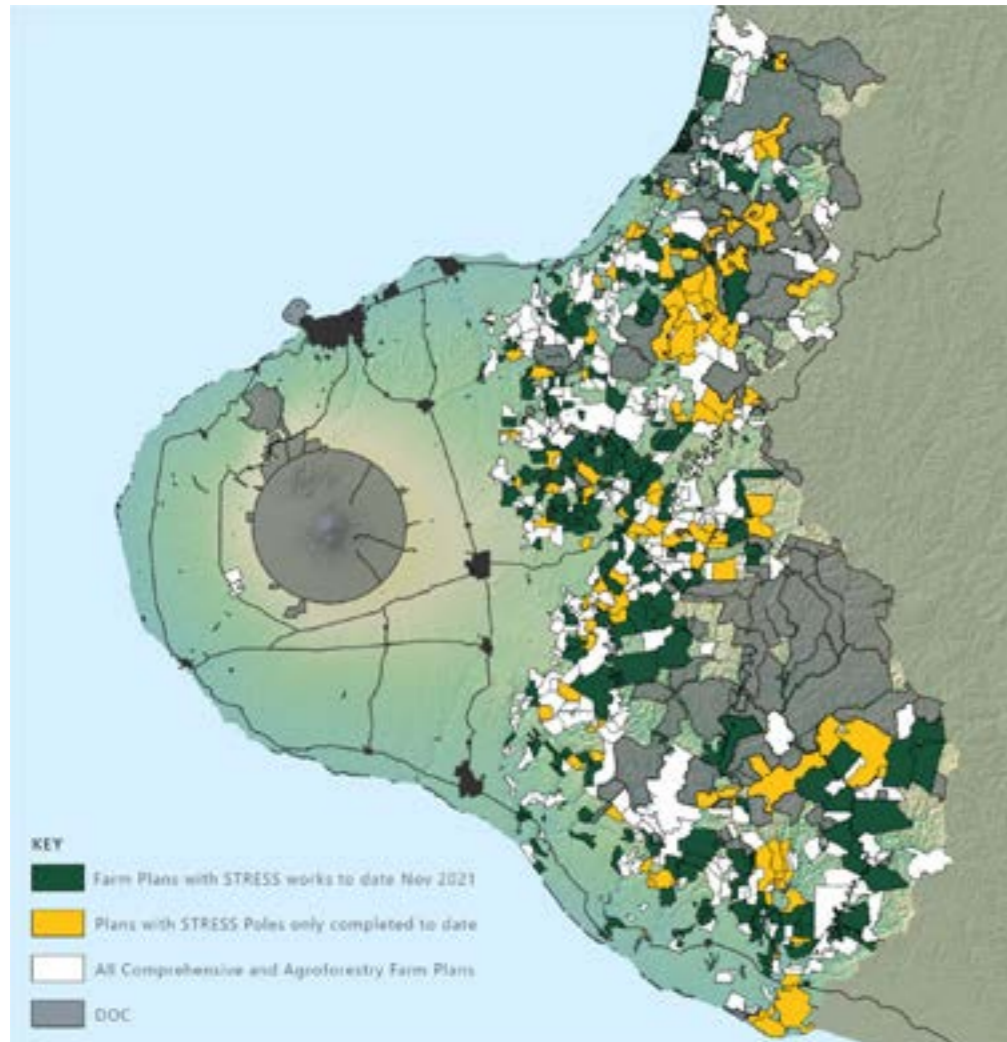 KEY
Farm Plans with STRESS works to date Nov 2021
Plans with STRESS Poles only completed to date
All Comprehensive and Agroforestry Farm Plans
DOC